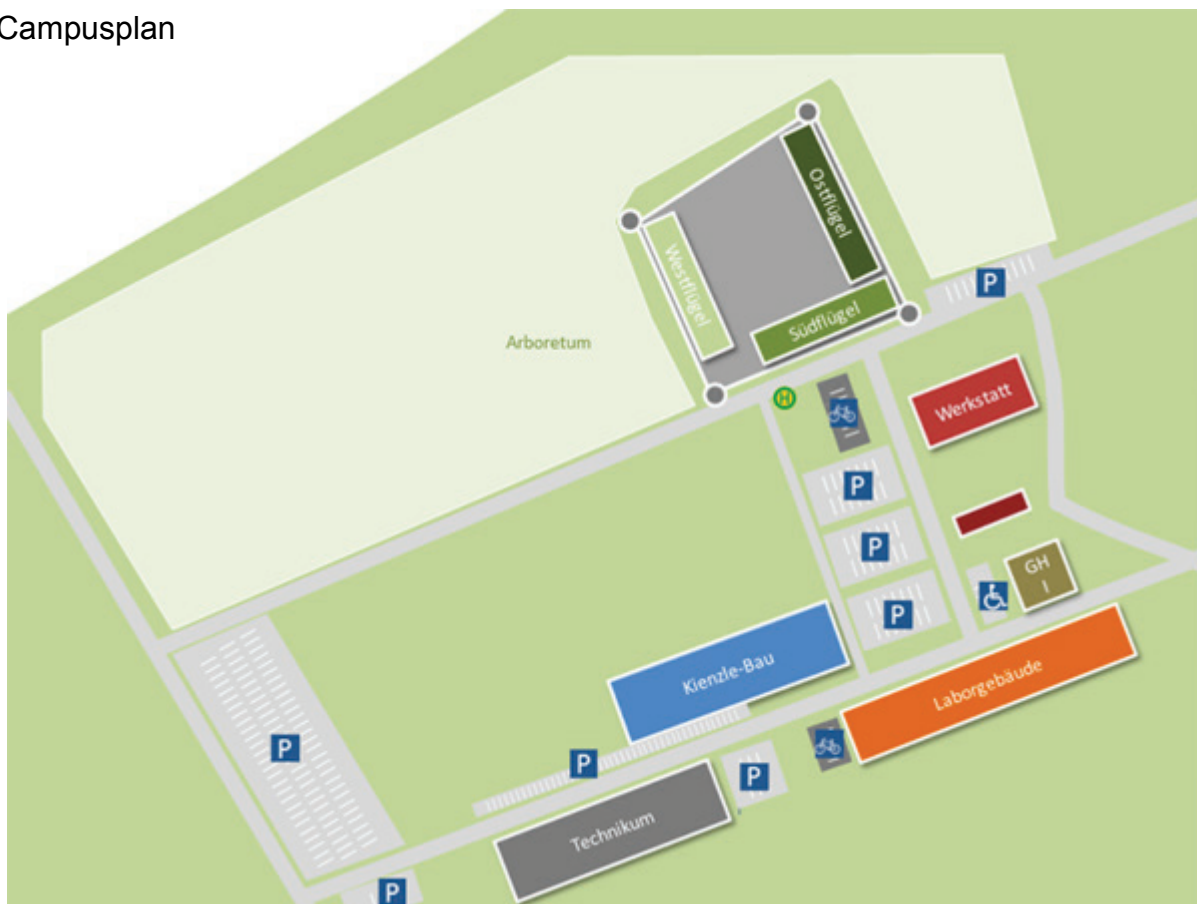 Campusplan
Ostflügel
Westflügel
Südflügel
P
Arboretum
H
Werkstatt
P
P
GH
I
P
Kienzle-Bau
Laborgebäude
P
P
P
Technikum
P